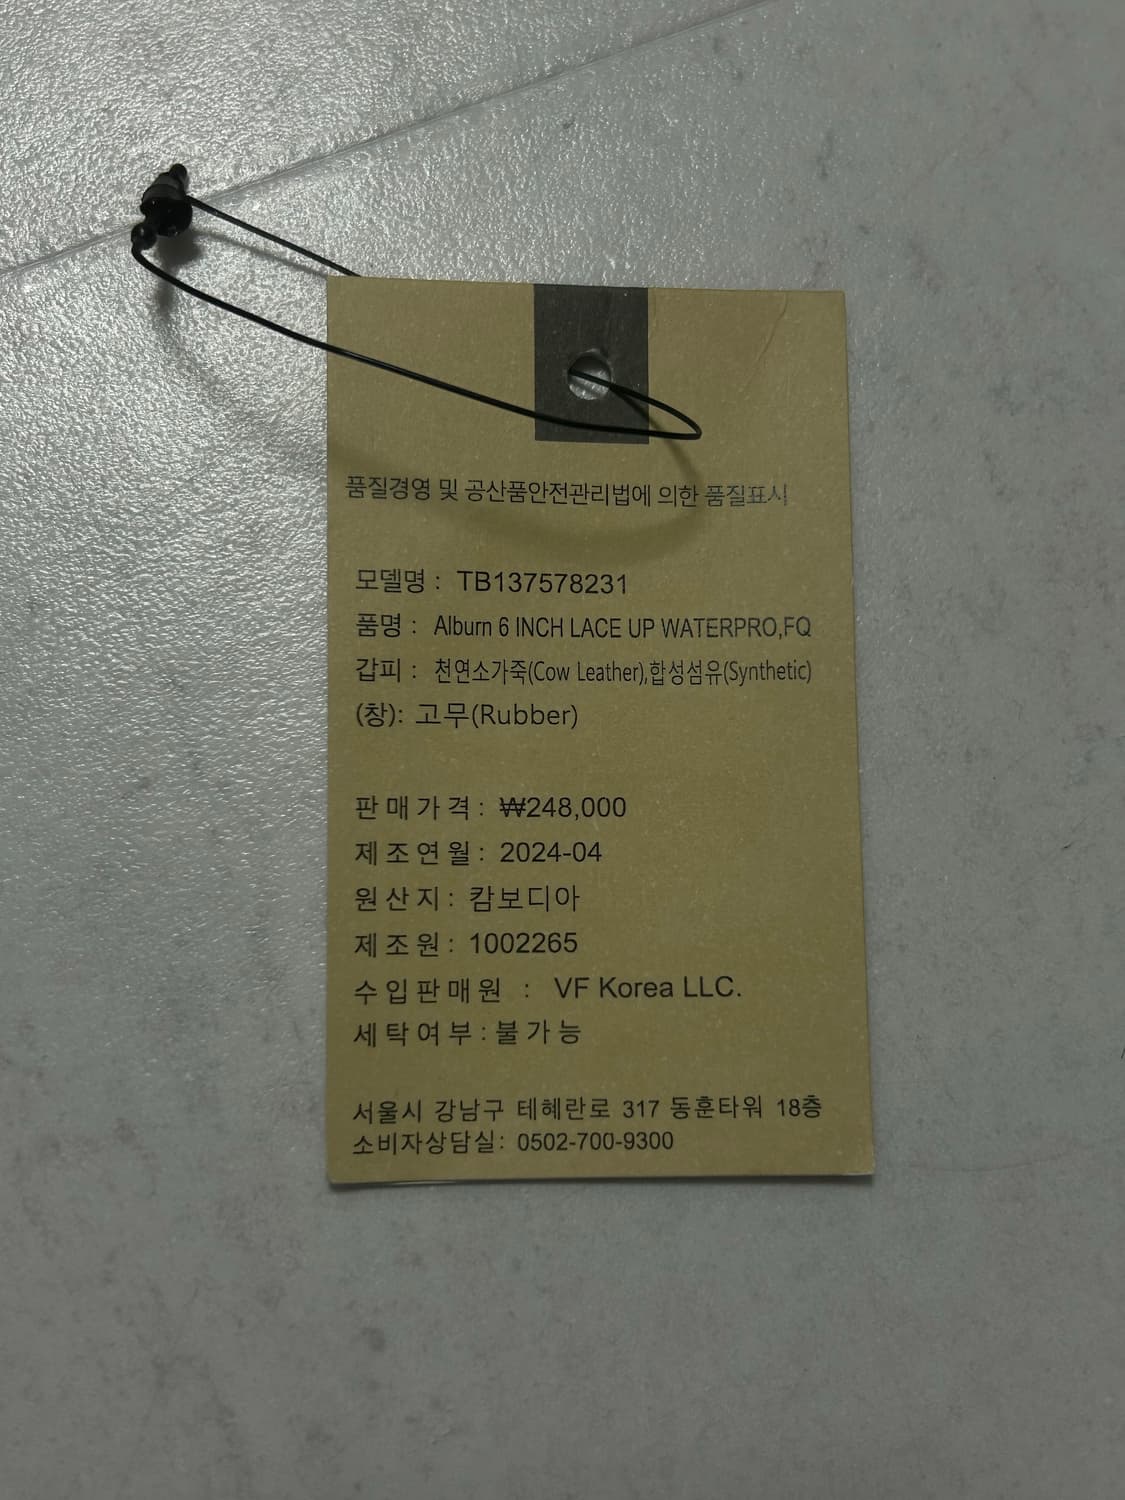 품질경영 및 공산품안전관리법에 의한 품질표시
모델명 : TB137578231
품명 : Alburn 6 INCH LACE UP WATERPRO,FQ
갑피 : 천연소가죽(Cow Leather),합성섬유(Synthetic)
(창): 고무(Rubber)
판매가격 : ₩248,000
제조연월 : 2024-04
원산지 : 캄보디아
제조원 : 1002265
수입판매원 : VF Korea LLC.
세탁여부 : 불가능
서울시 강남구 테헤란로 317 동훈타워 18층
소비자상담실: 0502-700-9300